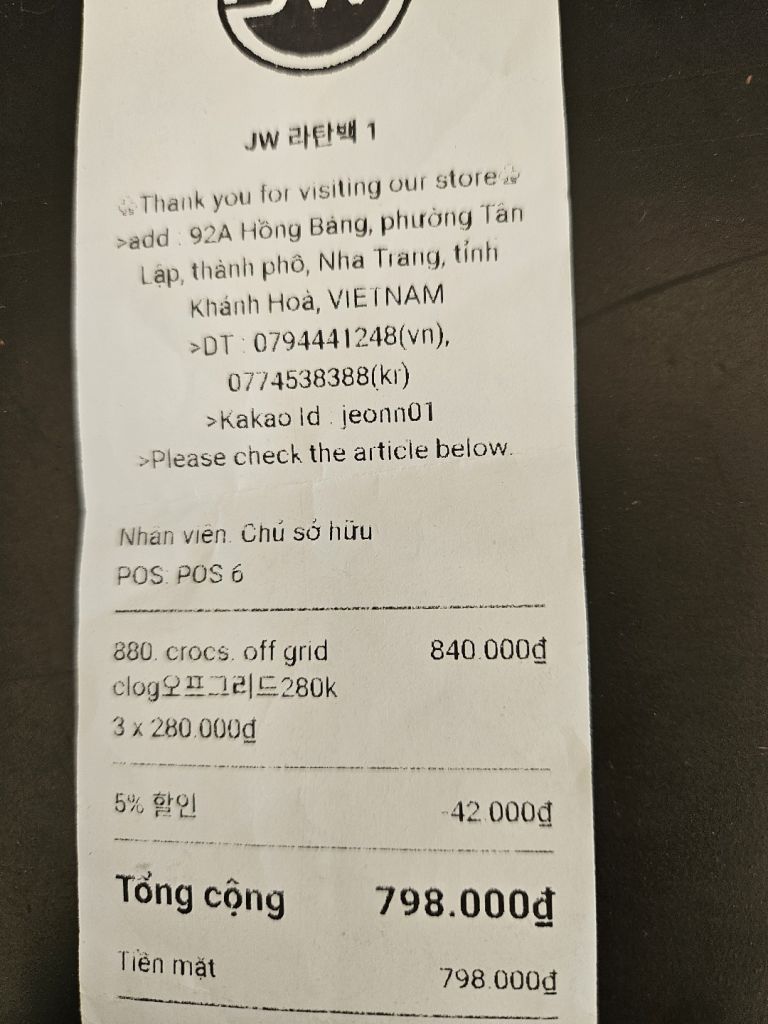 JW
JW 라탄백 1
Thank you for visiting our store
>add : 92A Hồng Bàng, phường Tân
Lập, thành phố, Nha Trang, tỉnh
Khánh Hoà, VIETNAM
>DT : 0794441248(vn),
0774538388(kr)
>Kakao Id : jeonn01
>Please check the article below.
Nhân viên: Chủ sở hữu
POS: POS 6
880. crocs. off grid 840.000₫
clog오프그리드280k
3 x 280.000₫
5% 할인 -42.000₫
Tổng cộng 798.000₫
Tiền mặt 798.000₫